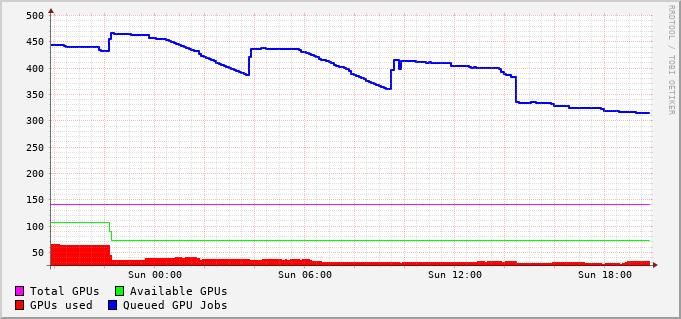 500
450
400
350
300
250
200
150
100
50
Sun 00:00 Sun 06:00 Sun 12:00 Sun 18:00
Total GPUs Available GPUs
GPUs used Queued GPU Jobs
RRDTOOL / TOBI OETIKER